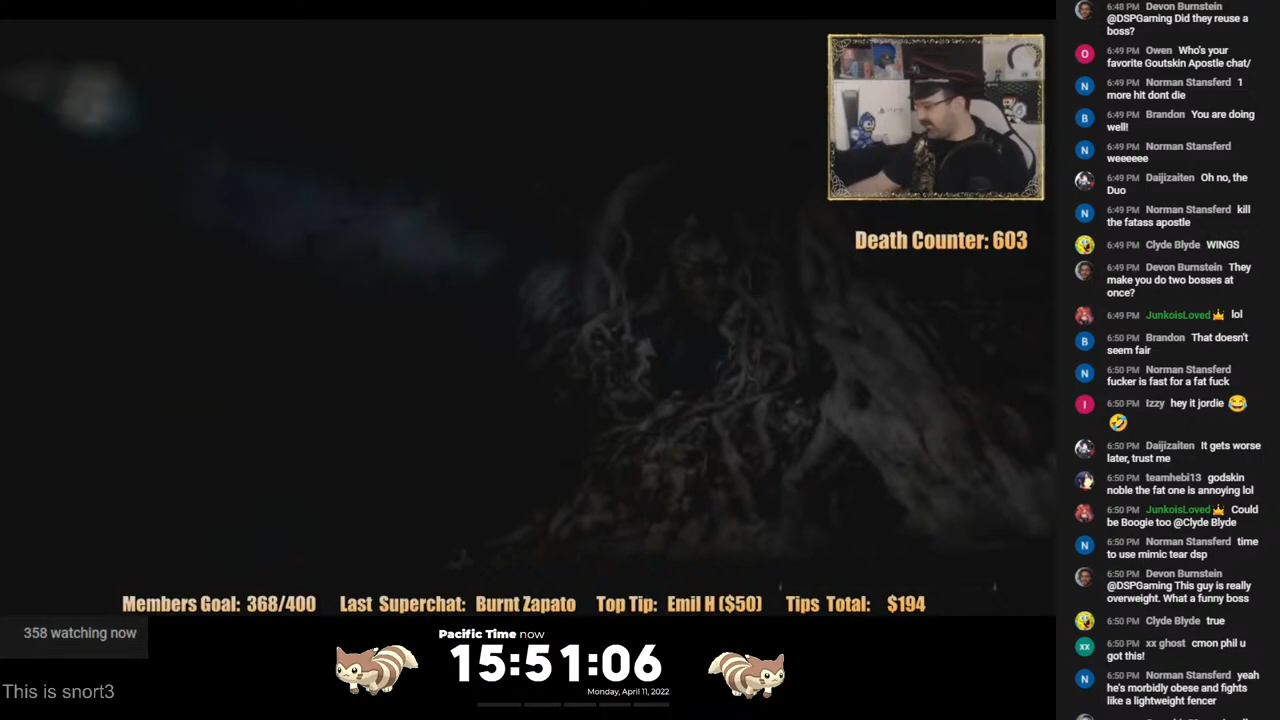 Death Counter: 603
Members Goal: 368/400
Last Superchat: Burnt Zapato
Top Tip: Emil H ($50)
Tips Total: $194
358 watching now
Pacific Time now
15:51:06
Monday, April 11, 2022
This is snort3
6:48 PM Devon Burnstein
@DSPGaming Did they reuse a
boss?
6:49 PM Owen Who's your
favorite Goutskin Apostle chat/
6:49 PM Norman Stansferd 1
more hit dont die
6:49 PM Brandon You are doing
well!
6:49 PM Norman Stansferd
weeeeee
6:49 PM Daijizaiten Oh no, the
Duo
6:49 PM Norman Stansferd kill
the fatass apostle
6:49 PM Clyde Blyde WINGS
6:49 PM Devon Burnstein They
make you do two bosses at
once?
6:49 PM JunkoisLoved lol
6:50 PM Brandon That doesn't
seem fair
6:50 PM Norman Stansferd
fucker is fast for a fat fuck
6:50 PM Izzy hey it jordie
6:50 PM Daijizaiten It gets worse
later, trust me
6:50 PM teamhebi13 godskin
noble the fat one is annoying lol
6:50 PM JunkoisLoved Could
be Boogie too @Clyde Blyde
6:50 PM Norman Stansferd time
to use mimic tear dsp
6:50 PM Devon Burnstein
@DSPGaming This guy is really
overweight. What a funny boss
6:50 PM Clyde Blyde true
6:50 PM xx ghost cmon phil u
got this!
6:50 PM Norman Stansferd yeah
he's morbidly obese and fights
like a lightweight fencer